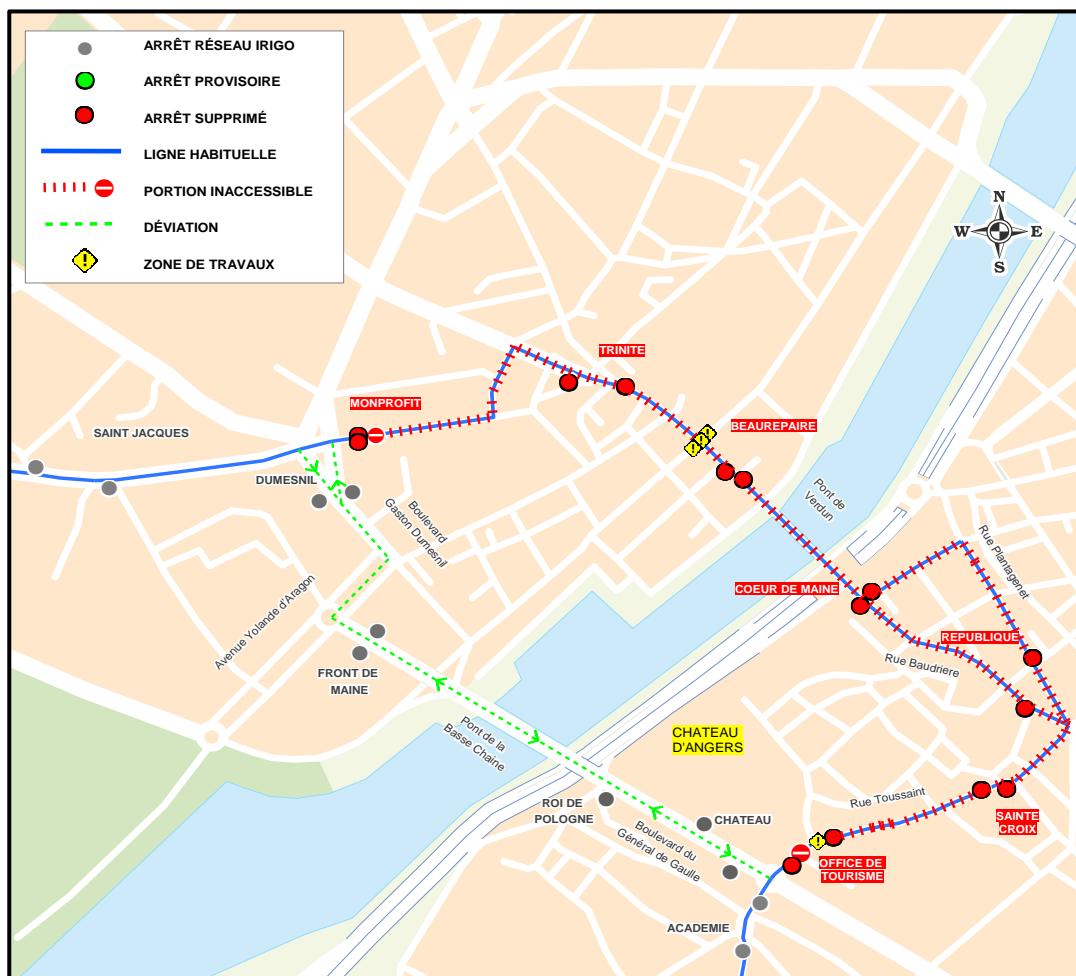 ARRÊT RÉSEAU IRIGO
ARRÊT PROVISOIRE
ARRÊT SUPPRIMÉ
LIGNE HABITUELLE
PORTION INACCESSIBLE
DÉVIATION
ZONE DE TRAVAUX
N
W E
S
TRINITE
MONPROFIT
BEAUREPAIRE
SAINT JACQUES
DUMESNIL
Boulevard
Gaston Dumesnil
Pont de
Verdun
Rue Plantagenet
COEUR DE MAINE
Avenue Yolande d'Aragon
REPUBLIQUE
Rue Baudriere
FRONT DE
MAINE
Pont de la
Basse Chaine
CHATEAU
D'ANGERS
Rue Toussaint
ROI DE
POLOGNE
CHATEAU
SAINTE
CROIX
Boulevard du
Général de Gaulle
OFFICE DE
TOURISME
ACADEMIE